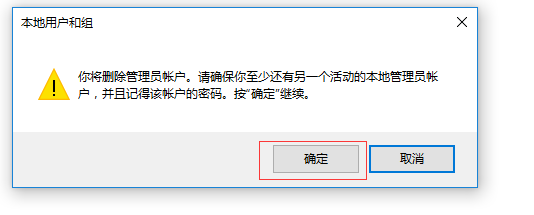 本地用户和组
你将删除管理员帐户。请确保你至少还有另一个活动的本地管理员帐
户，并且记得该帐户的密码。按“确定”继续。
确定
取消